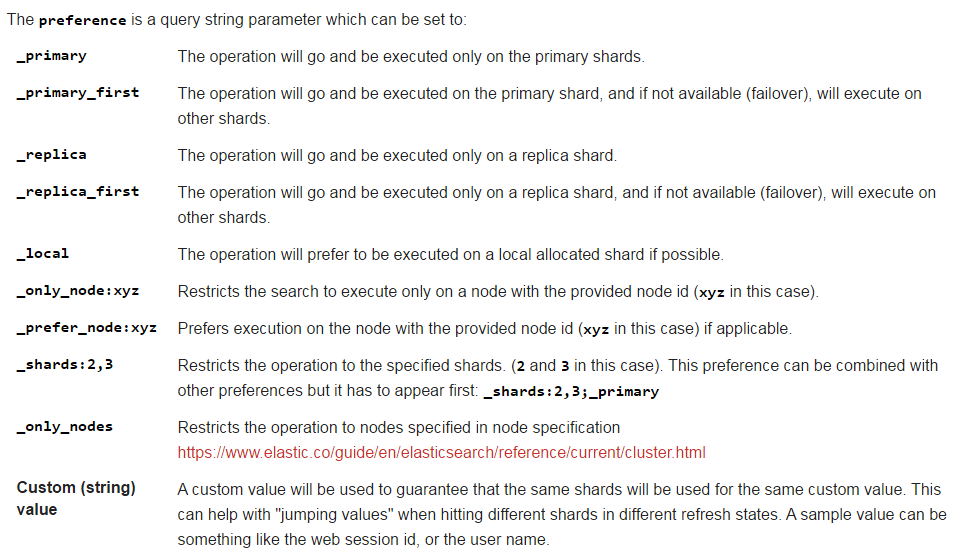 The preference is a query string parameter which can be set to:
_primary The operation will go and be executed only on the primary shards.
_primary_first The operation will go and be executed on the primary shard, and if not available (failover), will execute on
other shards.
_replica The operation will go and be executed only on a replica shard.
_replica_first The operation will go and be executed only on a replica shard, and if not available (failover), will execute on
other shards.
_local The operation will prefer to be executed on a local allocated shard if possible.
_only_node:xyz Restricts the search to execute only on a node with the provided node id (xyz in this case).
_prefer_node:xyz Prefers execution on the node with the provided node id (xyz in this case) if applicable.
_shards:2,3 Restricts the operation to the specified shards. (2 and 3 in this case). This preference can be combined with
other preferences but it has to appear first: _shards:2,3;_primary
_only_nodes Restricts the operation to nodes specified in node specification
https://www.elastic.co/guide/en/elasticsearch/reference/current/cluster.html
Custom (string) value A custom value will be used to guarantee that the same shards will be used for the same custom value. This
can help with "jumping values" when hitting different shards in different refresh states. A sample value can be
something like the web session id, or the user name.